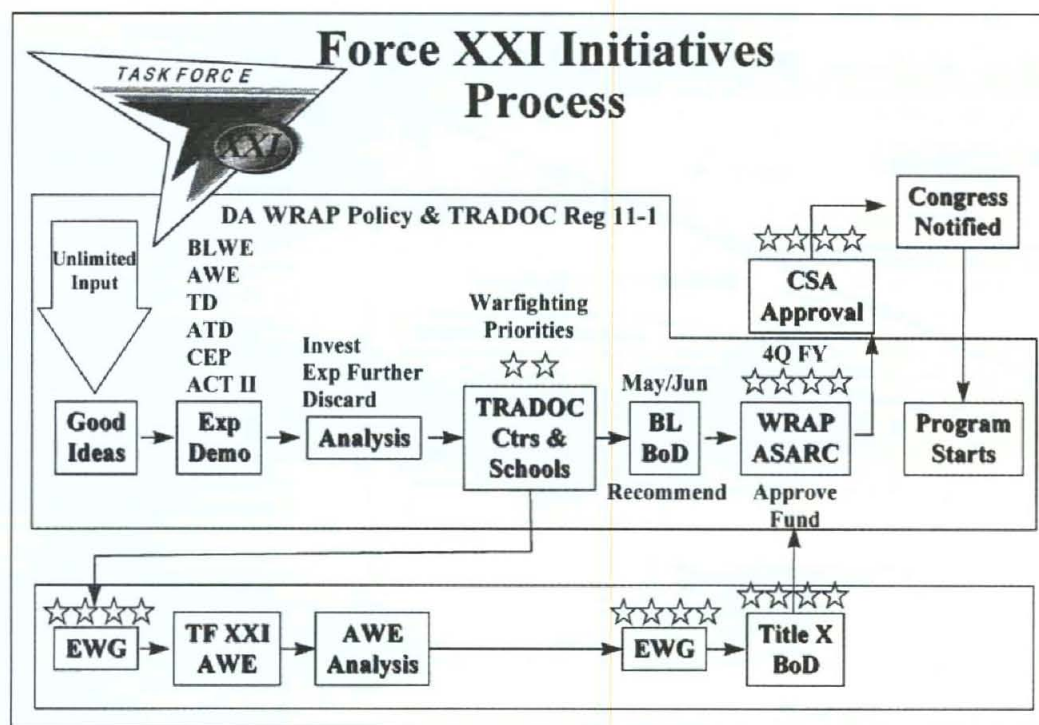 Force XXI Initiatives
Process
TASK FORCE
XXI
DA WRAP Policy & TRADOC Reg 11-1
Unlimited
Input
BLWE
AWE
TD
ATD
CEP
ACT II
Good
Ideas
Exp
Demo
Invest
Exp Further
Discard
Analysis
Warfighting
Priorities
TRADOC
Ctrs &
Schools
May/Jun
BL
BoD
Recommend
4Q FY
WRAP
ASARC
Approve
Fund
CSA
Approval
Congress
Notified
Program
Starts
EWG
TF XXI
AWE
AWE
Analysis
EWG
Title X
BoD